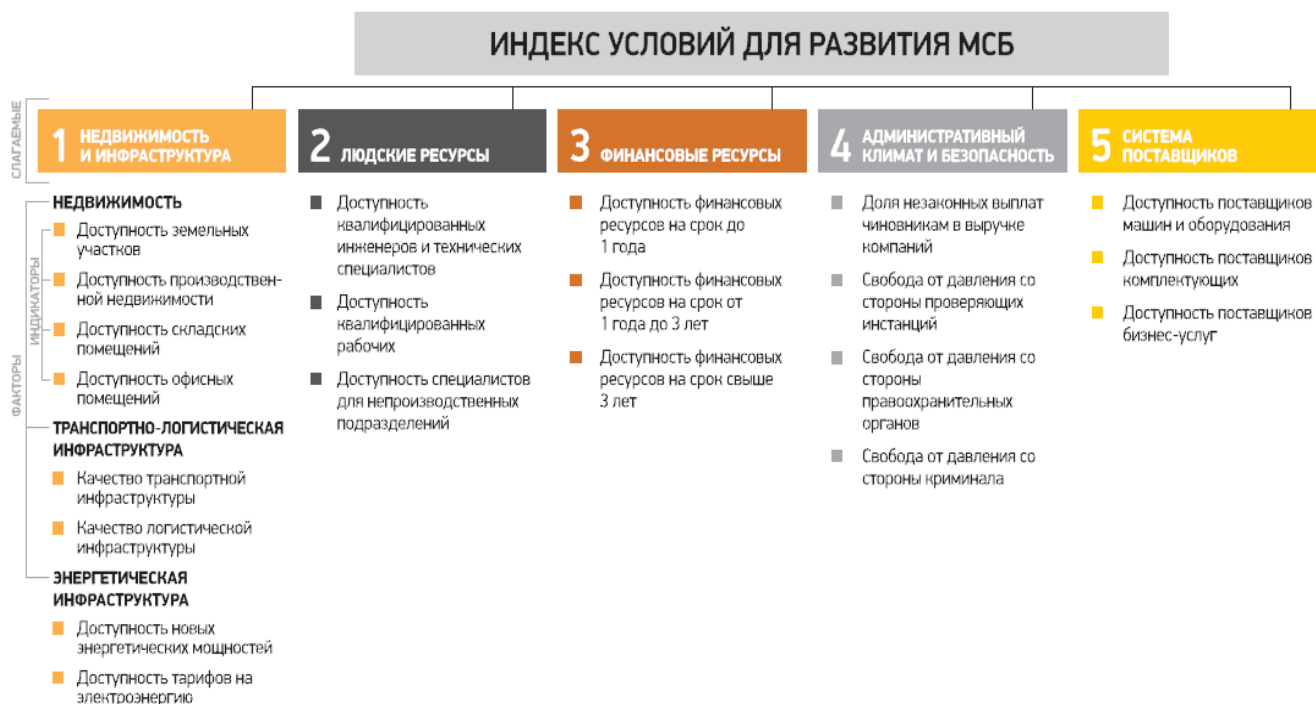 ИНДЕКС УСЛОВИЙ ДЛЯ РАЗВИТИЯ МСБ
СЛАГАЕМЫЕ
1 НЕДВИЖИМОСТЬ
И ИНФРАСТРУКТУРА
2 ЛЮДСКИЕ РЕСУРСЫ
3 ФИНАНСОВЫЕ РЕСУРСЫ
4 АДМИНИСТРАТИВНЫЙ
КЛИМАТ И БЕЗОПАСНОСТЬ
5 СИСТЕМА
ПОСТАВЩИКОВ
ФАКТОРЫ
ИНДИКАТОРЫ
НЕДВИЖИМОСТЬ
Доступность земельных
участков
Доступность производствен-
ной недвижимости
Доступность складских
помещений
Доступность офисных
помещений
ТРАНСПОРТНО-ЛОГИСТИЧЕСКАЯ
ИНФРАСТРУКТУРА
Качество транспортной
инфраструктуры
Качество логистической
инфраструктуры
ЭНЕРГЕТИЧЕСКАЯ
ИНФРАСТРУКТУРА
Доступность новых
энергетических мощностей
Доступность тарифов на
электроэнергию
Доступность
квалифицированных
инженеров и технических
специалистов
Доступность
квалифицированных
рабочих
Доступность специалистов
для непроизводственных
подразделений
Доступность финансовых
ресурсов на срок до
1 года
Доступность финансовых
ресурсов на срок от
1 года до 3 лет
Доступность финансовых
ресурсов на срок свыше
3 лет
Доля незаконных выплат
чиновникам в выручке
компаний
Свобода от давления со
стороны проверяющих
инстанций
Свобода от давления со
стороны
правоохранительных
органов
Свобода от давления со
стороны криминала
Доступность поставщиков
машин и оборудования
Доступность поставщиков
комплектующих
Доступность поставщиков
бизнес-услуг